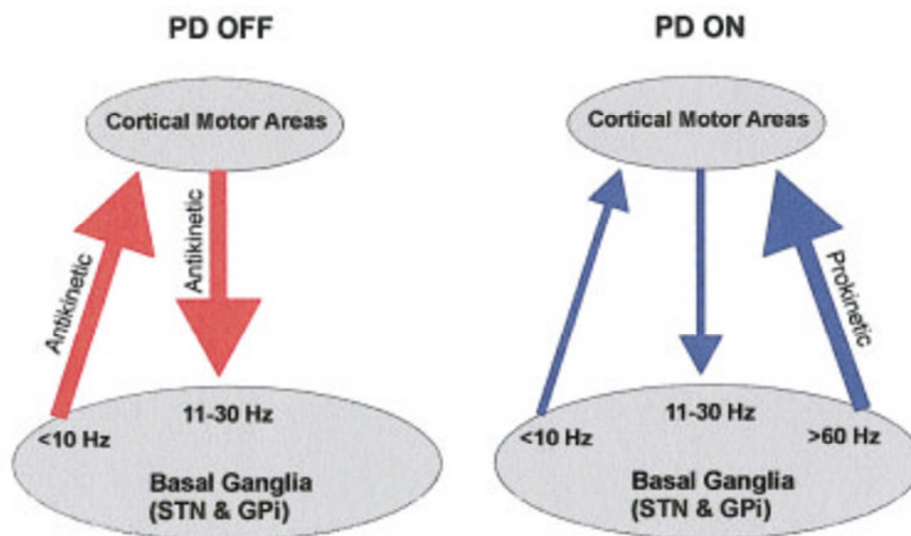 PD OFF
Cortical Motor Areas
Antikinetic
Antikinetic
<10 Hz
11-30 Hz
Basal Ganglia
(STN & GPi)
PD ON
Cortical Motor Areas
Prokinetic
<10 Hz
11-30 Hz
>60 Hz
Basal Ganglia
(STN & GPi)